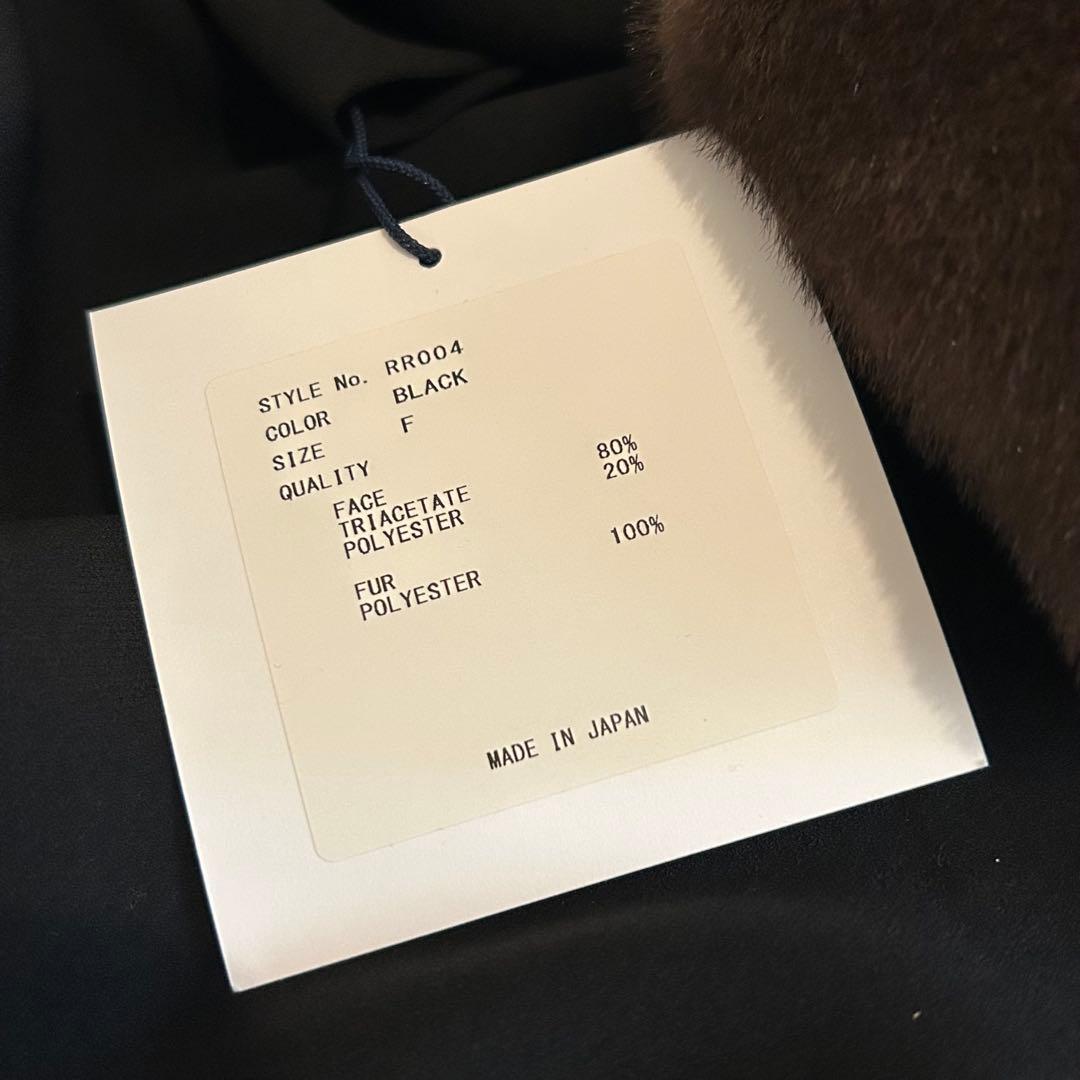 STYLE No. RR004
COLOR BLACK
SIZE F
QUALITY
FACE
TRIACETATE 80%
POLYESTER 20%
FUR
POLYESTER 100%
MADE IN JAPAN